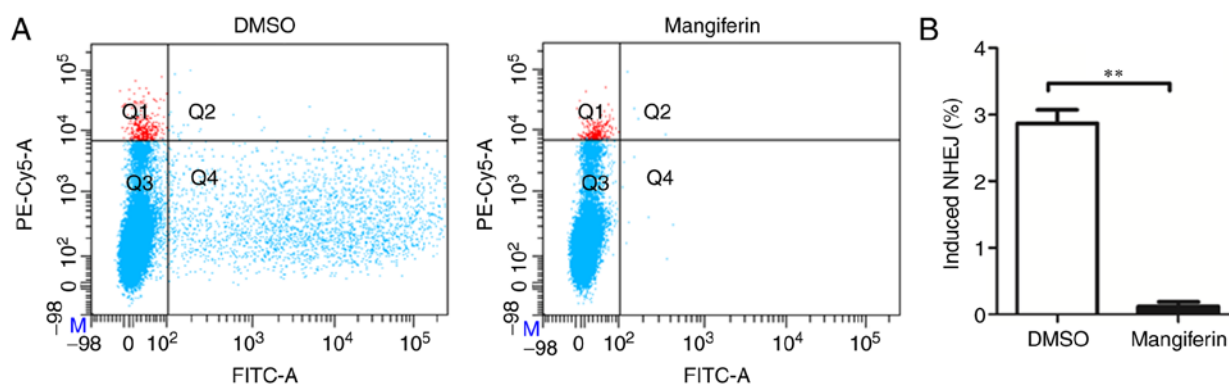 A
DMSO
PE-Cy5-A
10⁵
10⁴
10³
10²
0
−98
Q1
Q2
Q3
Q4
M
−98 0 10² 10³ 10⁴ 10⁵
FITC-A
Mangiferin
PE-Cy5-A
10⁵
10⁴
10³
10²
0
−98
Q1
Q2
Q3
Q4
M
−98 0 10² 10³ 10⁴ 10⁵
FITC-A
B
Induced NHEJ (%)
4
3
2
1
0
**
DMSO Mangiferin